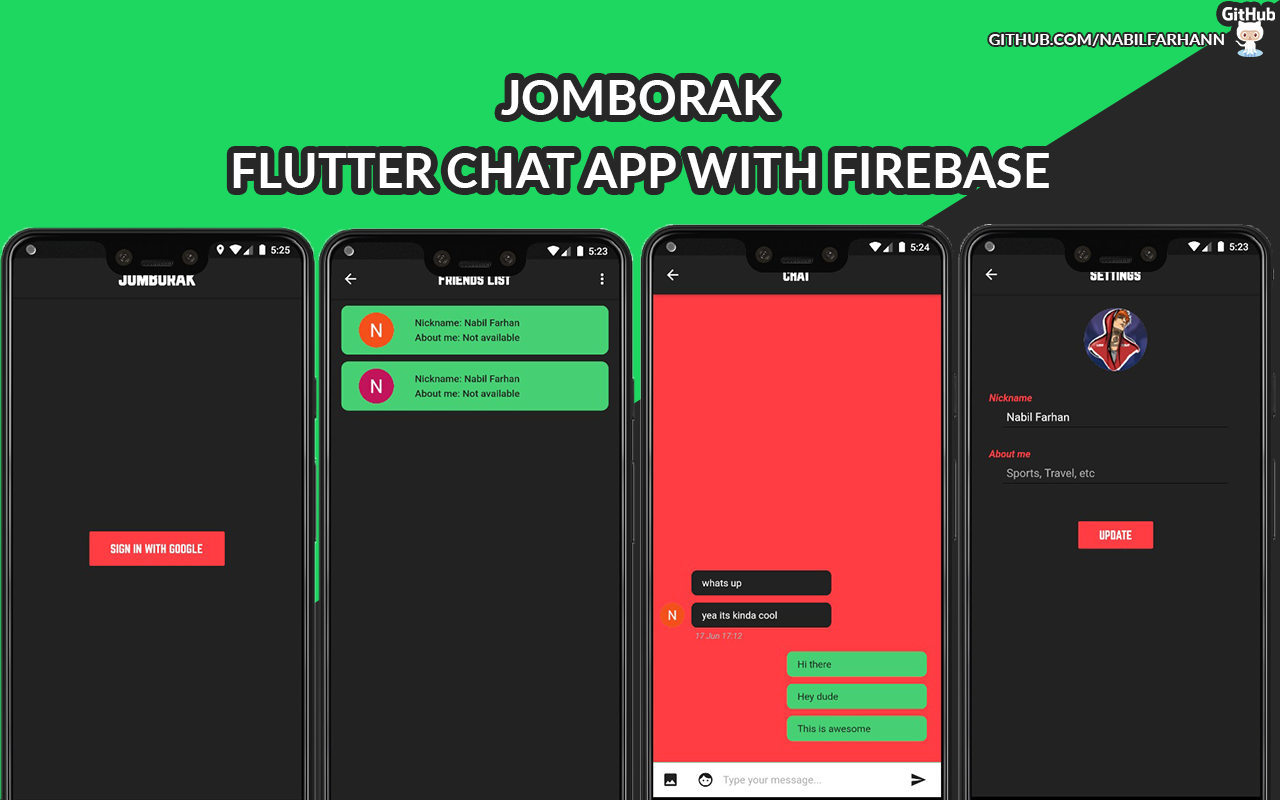 GitHub
GITHUB.COM/NABILFARHANN
JOMBORAK
FLUTTER CHAT APP WITH FIREBASE
5:25
JOMBORAK
SIGN IN WITH GOOGLE
5:23
FRIENDS LIST
N
Nickname: Nabil Farhan
About me: Not available
N
Nickname: Nabil Farhan
About me: Not available
5:24
CHAT
whats up
N
yea its kinda cool
17 Jun 17:12
Hi there
Hey dude
This is awesome
Type your message...
5:23
SETTINGS
Nickname
Nabil Farhan
About me
Sports, Travel, etc
UPDATE